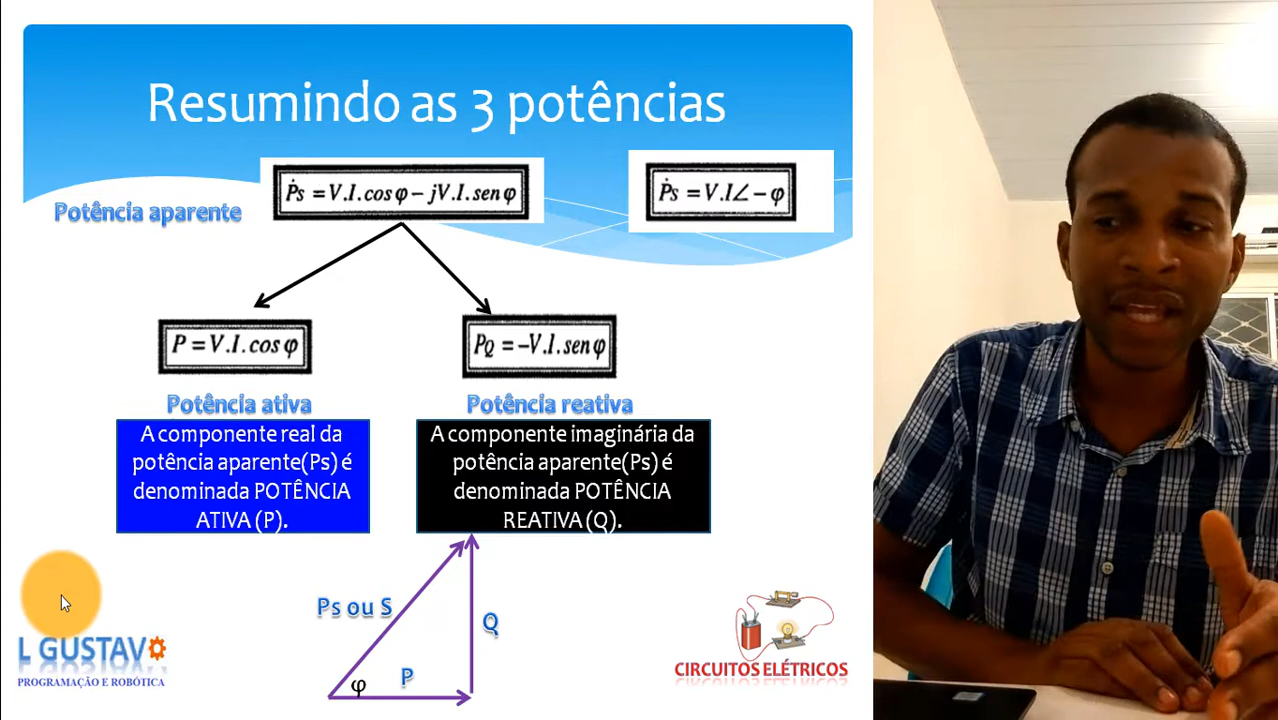 Resumindo as 3 potências
Potência aparente
Ṗs = V.I.cos φ – jV.I.sen φ
Ṗs = V.I∠ – φ
P = V.I.cos φ
PQ = –V.I.sen φ
Potência ativa
Potência reativa
A componente real da
potência aparente(Ps) é
denominada POTÊNCIA
ATIVA (P).
A componente imaginária da
potência aparente(Ps) é
denominada POTÊNCIA
REATIVA (Q).
Ps ou S
Q
P
φ
L GUSTAVO
PROGRAMAÇÃO E ROBÓTICA
CIRCUITOS ELÉTRICOS